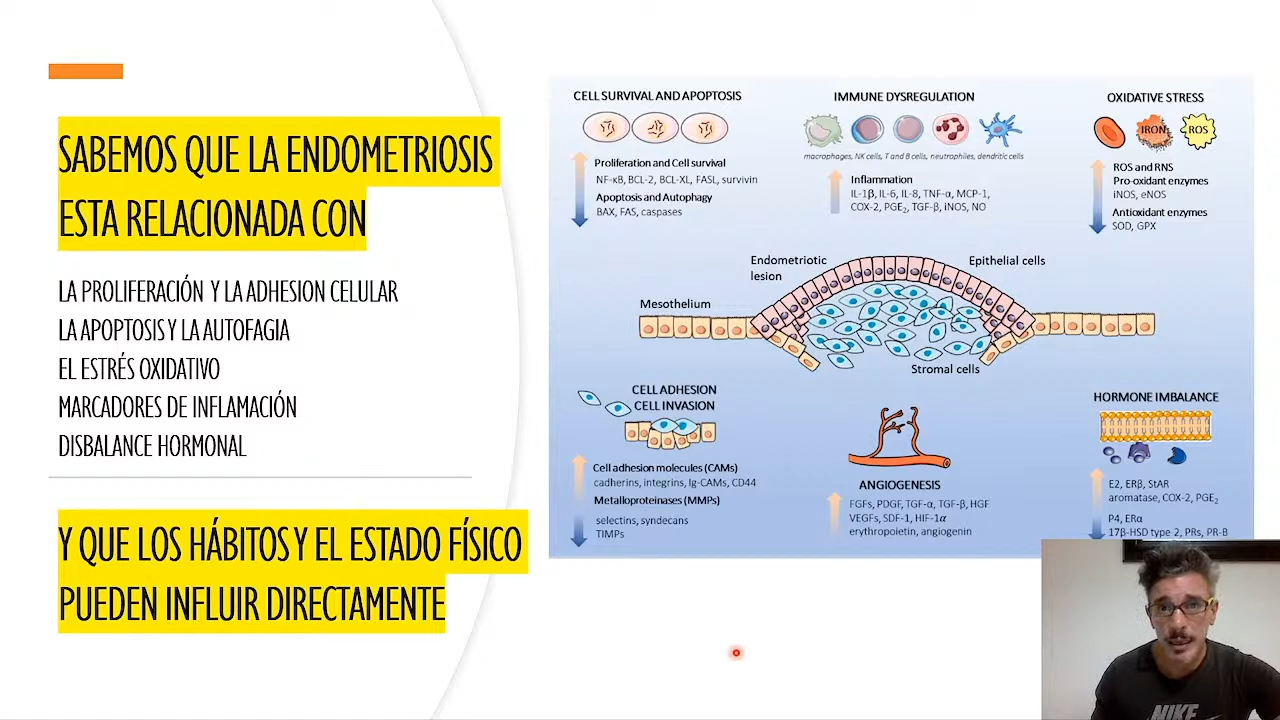 SABEMOS QUE LA ENDOMETRIOSIS
ESTA RELACIONADA CON
LA PROLIFERACIÓN Y LA ADHESION CELULAR
LA APOPTOSIS Y LA AUTOFAGIA
EL ESTRÉS OXIDATIVO
MARCADORES DE INFLAMACIÓN
DISBALANCE HORMONAL
Y QUE LOS HÁBITOS Y EL ESTADO FÍSICO
PUEDEN INFLUIR DIRECTAMENTE
CELL SURVIVAL AND APOPTOSIS
Proliferation and Cell survival
NF-κB, BCL-2, BCL-XL, FASL, survivin
Apoptosis and Autophagy
BAX, FAS, caspases
IMMUNE DYSREGULATION
macrophages, NK cells, T and B cells, neutrophiles, dendritic cells
Inflammation
IL-1β, IL-6, IL-8, TNF-α, MCP-1,
COX-2, PGE₂, TGF-β, iNOS, NO
OXIDATIVE STRESS
IRON
ROS
ROS and RNS
Pro-oxidant enzymes
iNOS, eNOS
Antioxidant enzymes
SOD, GPX
Endometriotic
lesion
Epithelial cells
Mesothelium
Stromal cells
CELL ADHESION
CELL INVASION
Cell adhesion molecules (CAMs)
cadherins, integrins, Ig-CAMs, CD44
Metalloproteinases (MMPs)
selectins, syndecans
TIMPs
ANGIOGENESIS
FGFs, PDGF, TGF-α, TGF-β, HGF
VEGFs, SDF-1, HIF-1α
erythropoietin, angiogenin
HORMONE IMBALANCE
E2, ERβ, StAR
aromatase, COX-2, PGE₂
P4, ERα
17β-HSD type 2, PRs, PR-B
NIKE